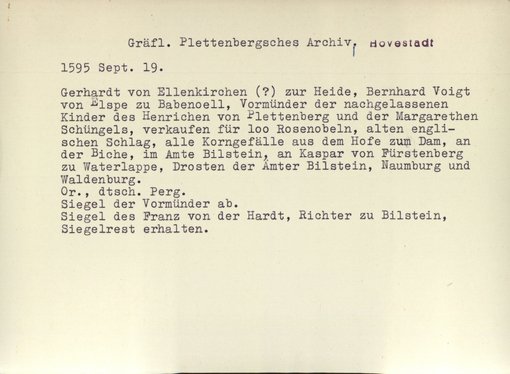 Gräfl. Plettenbergsches Archiv, Hovestadt
1595 Sept. 19.
Gerhardt von Ellenkirchen (?) zur Heide, Bernhard Voigt
von Elspe zu Babenoell, Vormünder der nachgelassenen
Kinder des Henrichen von Plettenberg und der Margarethen
Schüngels, verkaufen für loo Rosenobeln, alten engli-
schen Schlag, alle Korngefälle aus dem Hofe zum Dam, an
der Biche, im Amte Bilstein, an Kaspar von Fürstenberg
zu Waterlappe, Drosten der Ämter Bilstein, Naumburg und
Waldenburg.
Or., dtsch. Perg.
Siegel der Vormünder ab.
Siegel des Franz von der Hardt, Richter zu Bilstein,
Siegelrest erhalten.